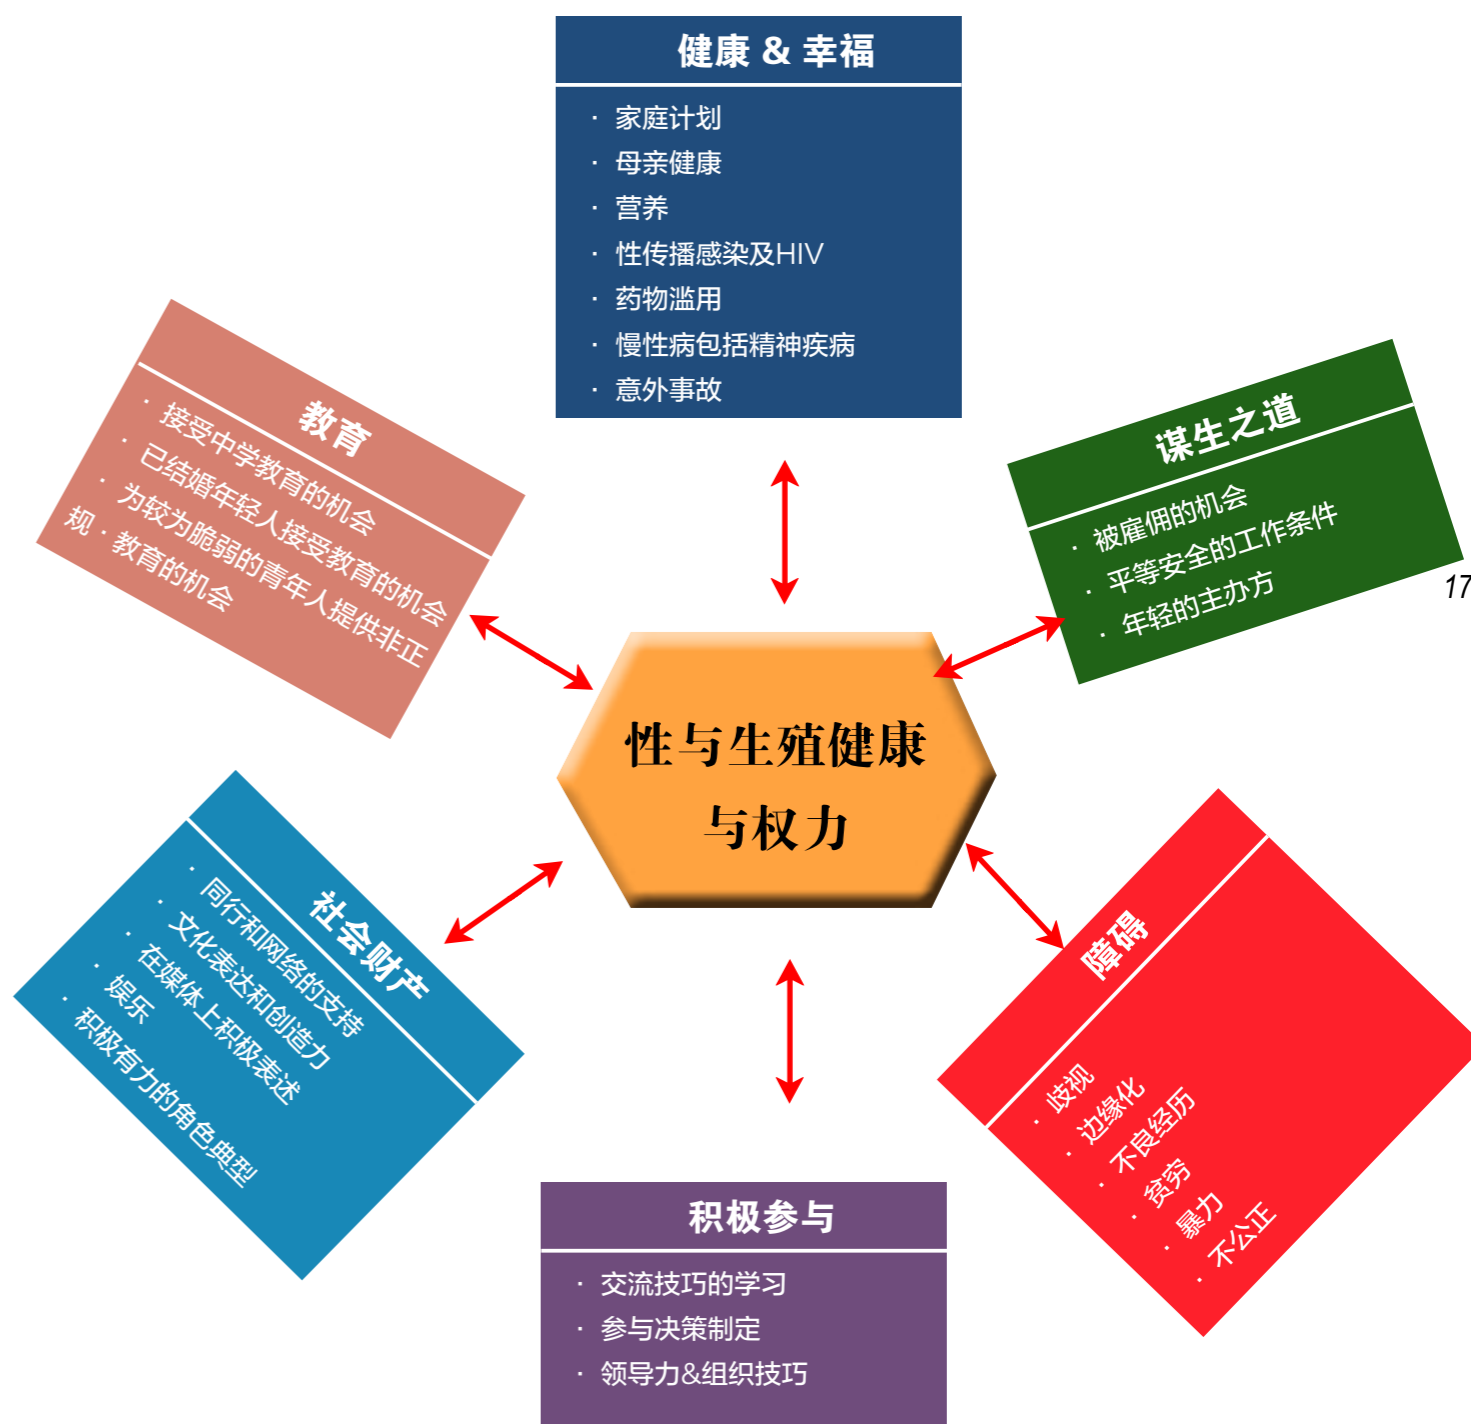 健康 & 幸福
· 家庭计划
· 母亲健康
· 营养
· 性传播感染及HIV
· 药物滥用
· 慢性病包括精神疾病
· 意外事故
教育
· 接受中学教育的机会
· 已结婚年轻人接受教育的机会
· 为较为脆弱的青年人提供非正
规 · 教育的机会
谋生之道
· 被雇佣的机会
· 平等安全的工作条件
· 年轻的主办方
17
性与生殖健康
与权力
社会财产
· 同行和网络的支持
· 文化表达和创造力
· 在媒体上积极表述
· 娱乐
· 积极有力的角色典型
障碍
· 歧视
· 边缘化
· 不良经历
· 贫穷
· 暴力
· 不公正
积极参与
· 交流技巧的学习
· 参与决策制定
· 领导力&组织技巧